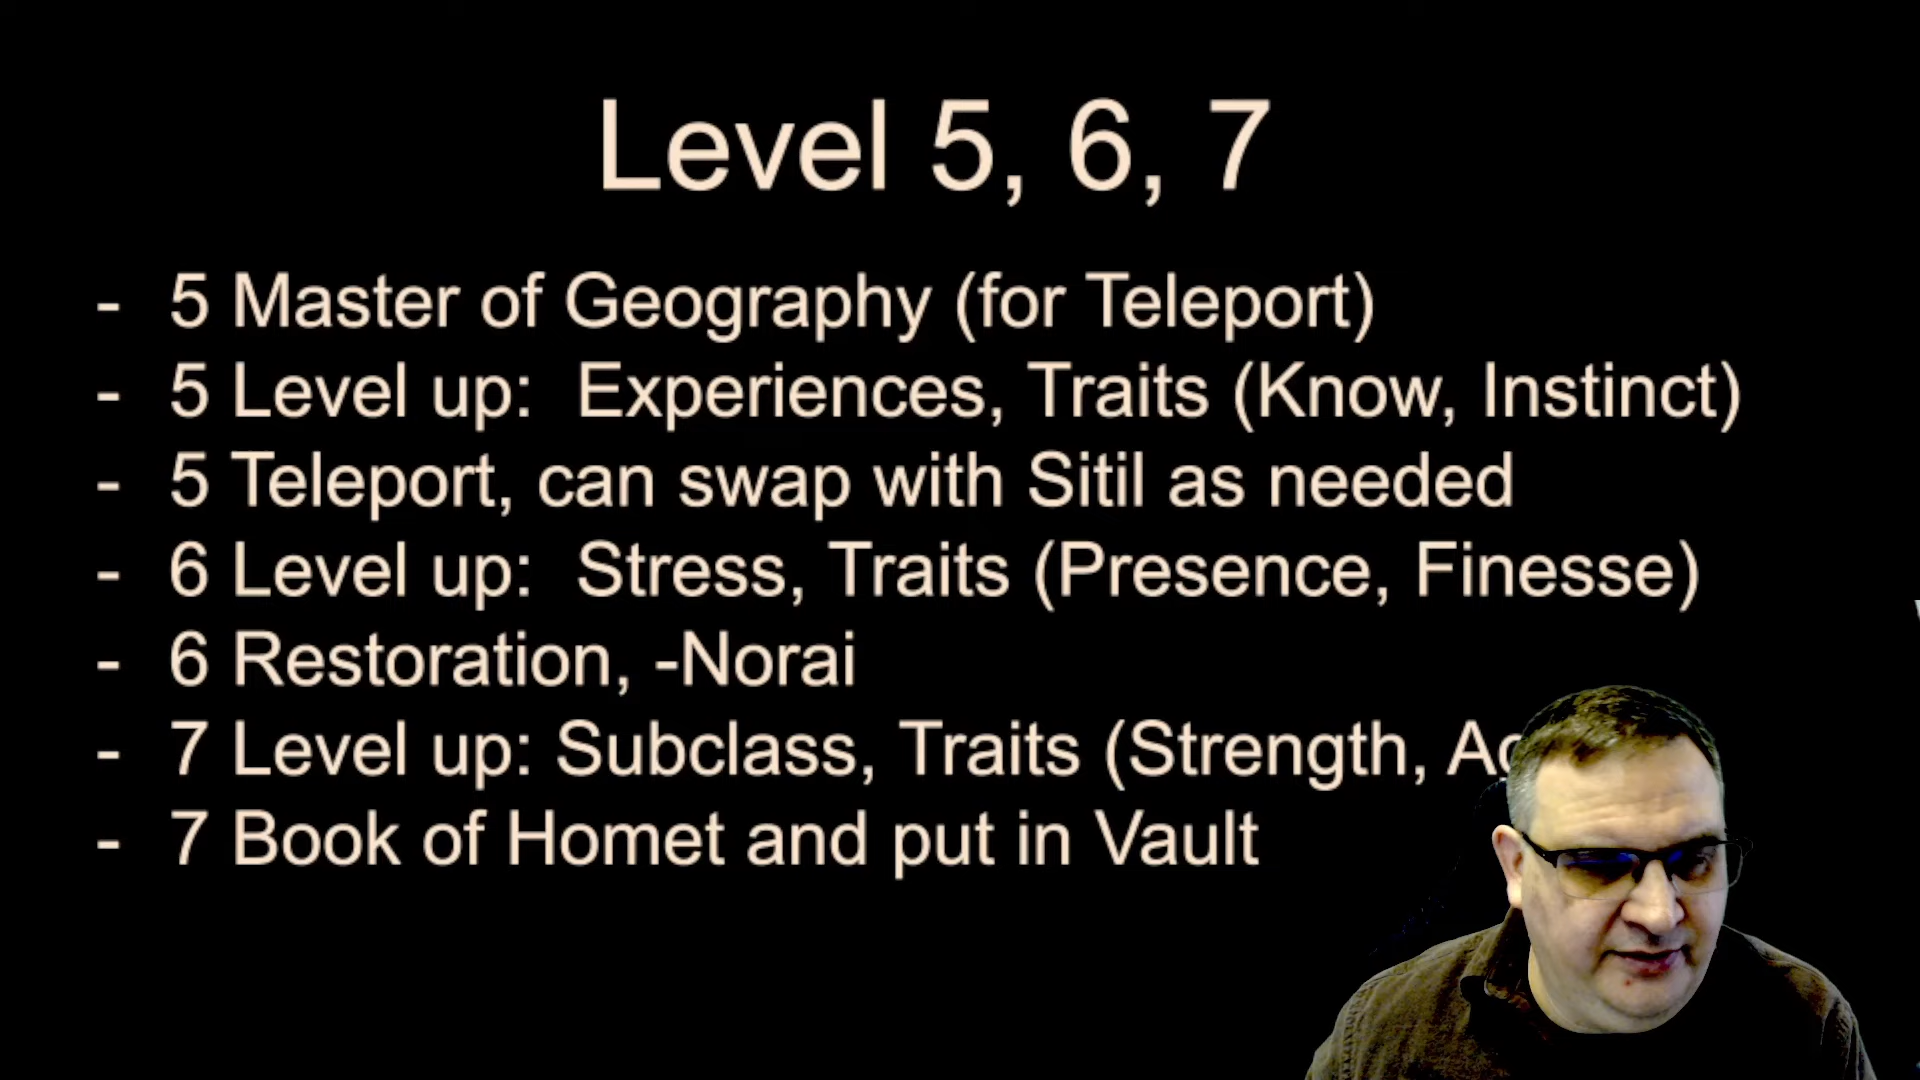 Level 5, 6, 7
- 5 Master of Geography (for Teleport)
- 5 Level up: Experiences, Traits (Know, Instinct)
- 5 Teleport, can swap with Sitil as needed
- 6 Level up: Stress, Traits (Presence, Finesse)
- 6 Restoration, -Norai
- 7 Level up: Subclass, Traits (Strength,
- 7 Book of Homet and put in Vault